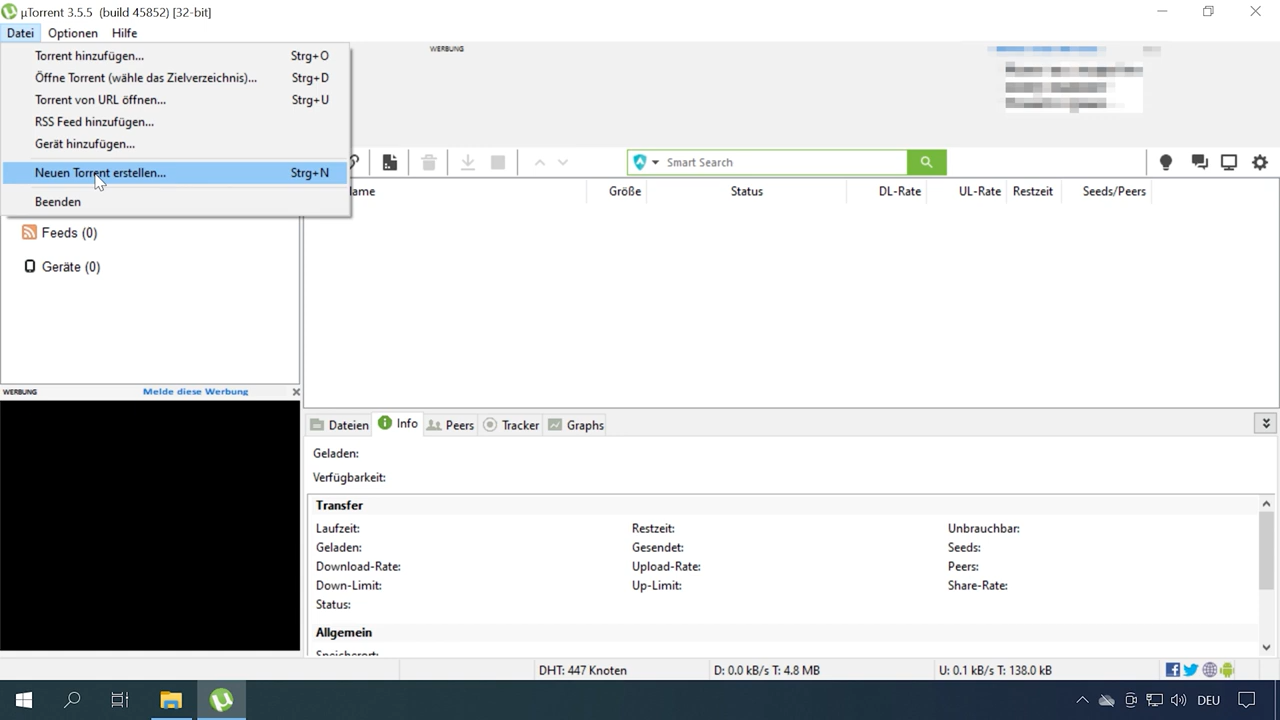 µTorrent 3.5.5 (build 45852) [32-bit]
Datei Optionen Hilfe
Torrent hinzufügen... Strg+O
Öffne Torrent (wähle das Zielverzeichnis)... Strg+D
Torrent von URL öffnen... Strg+U
RSS Feed hinzufügen...
Gerät hinzufügen...
Neuen Torrent erstellen... Strg+N
Beenden
WERBUNG
Smart Search
ame Größe Status DL-Rate UL-Rate Restzeit Seeds/Peers
Feeds (0)
Geräte (0)
WERBUNG Melde diese Werbung
Dateien Info Peers Tracker Graphs
Geladen:
Verfügbarkeit:
Transfer
Laufzeit: Restzeit: Unbrauchbar:
Geladen: Gesendet: Seeds:
Download-Rate: Upload-Rate: Peers:
Down-Limit: Up-Limit: Share-Rate:
Status:
Allgemein
Speicherort:
DHT: 447 Knoten D: 0.0 kB/s T: 4.8 MB U: 0.1 kB/s T: 138.0 kB
DEU